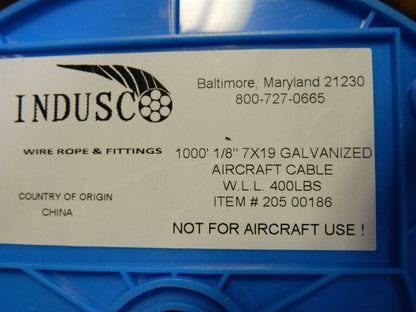 INDUSCO
WIRE ROPE & FITTINGS
COUNTRY OF ORIGIN
CHINA
Baltimore, Maryland 21230
800-727-0665
1000' 1/8" 7X19 GALVANIZED
AIRCRAFT CABLE
W.L.L. 400LBS
ITEM # 205 00186
NOT FOR AIRCRAFT USE !